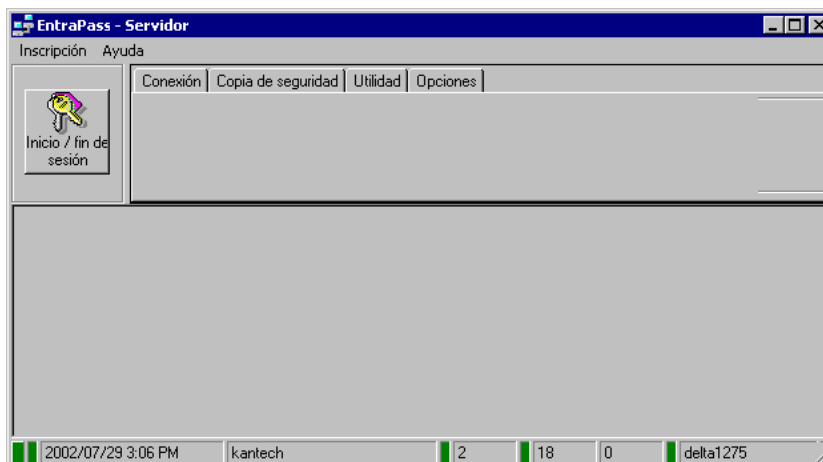 EntraPass - Servidor
Inscripción Ayuda
Conexión Copia de seguridad Utilidad Opciones
Inicio / fin de
sesión
2002/07/29 3:06 PM kantech 2 18 0 delta1275